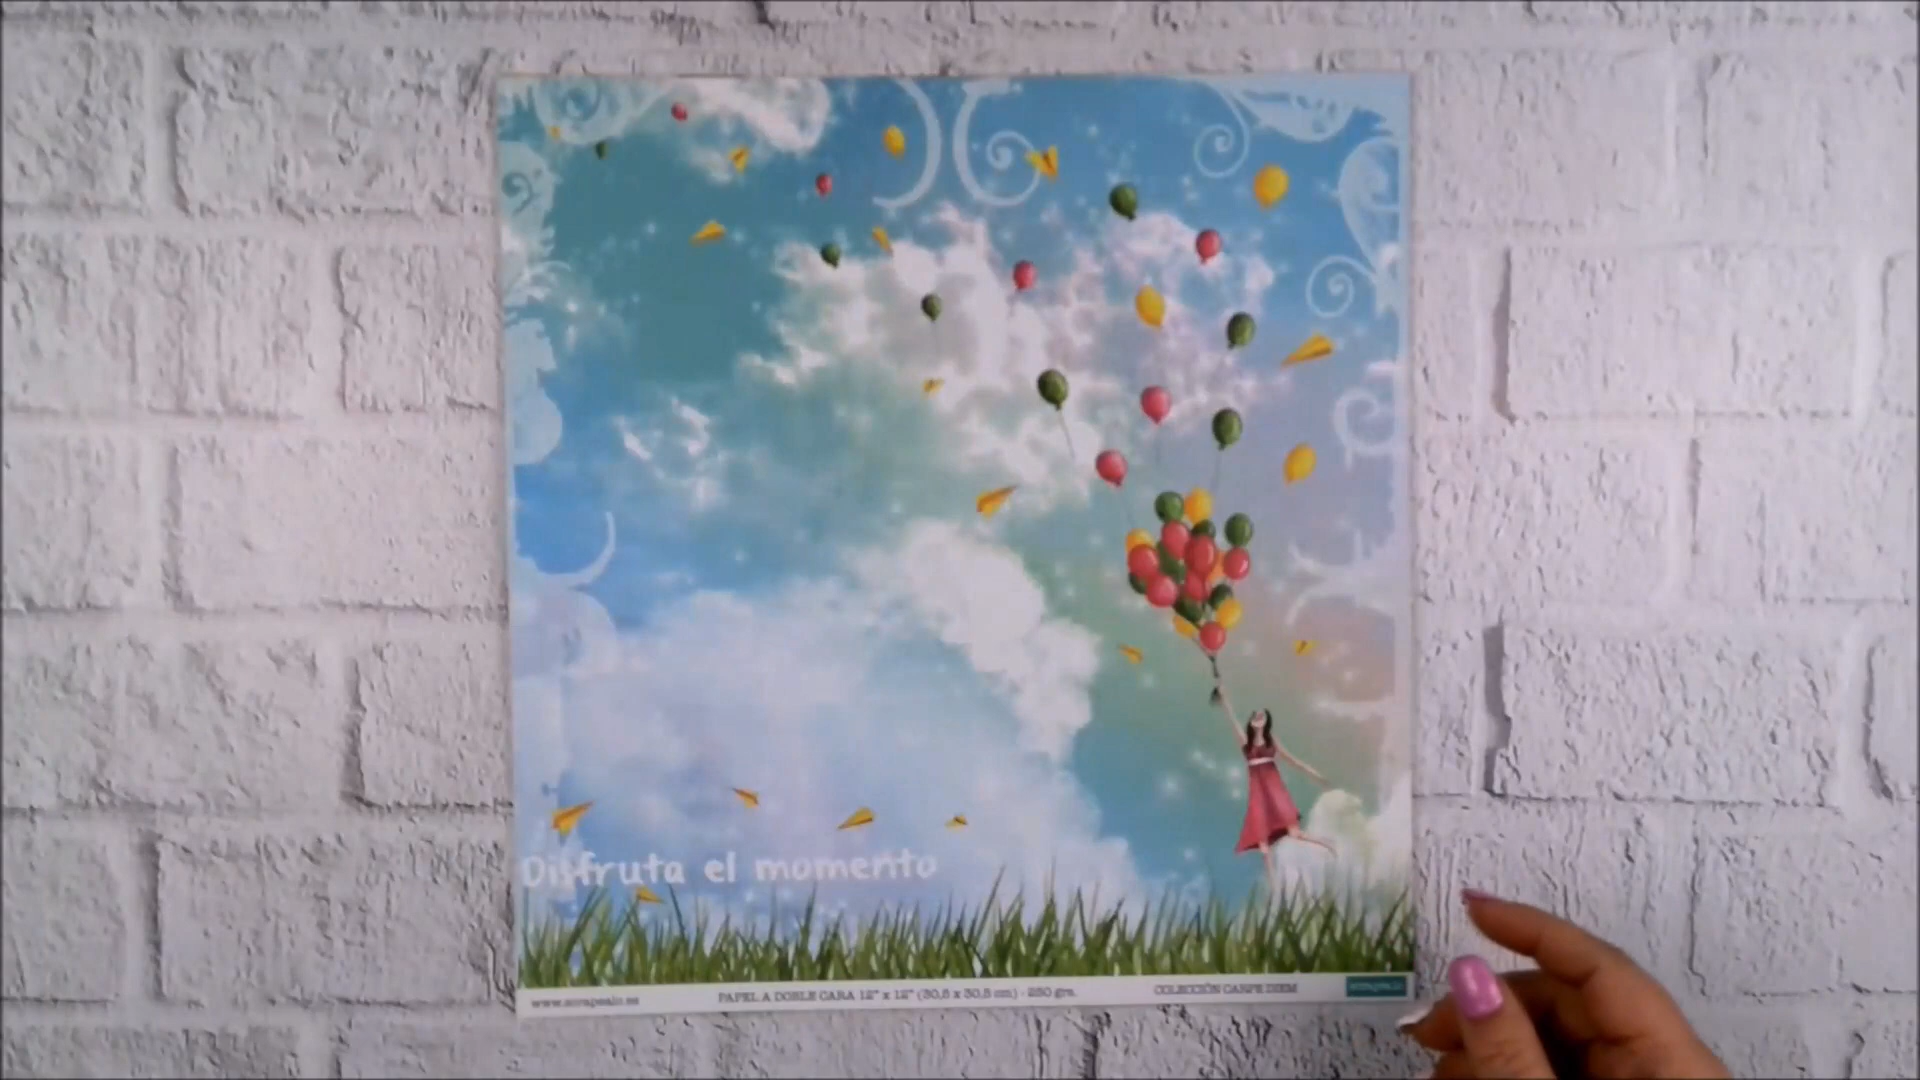 Disfruta el momento
www.scrapealo.es PAPEL A DOBLE CARA 12" x 12" (30,5 x 30,5 cm) - 250 grs. COLECCIÓN CARPE DIEM scrapealo